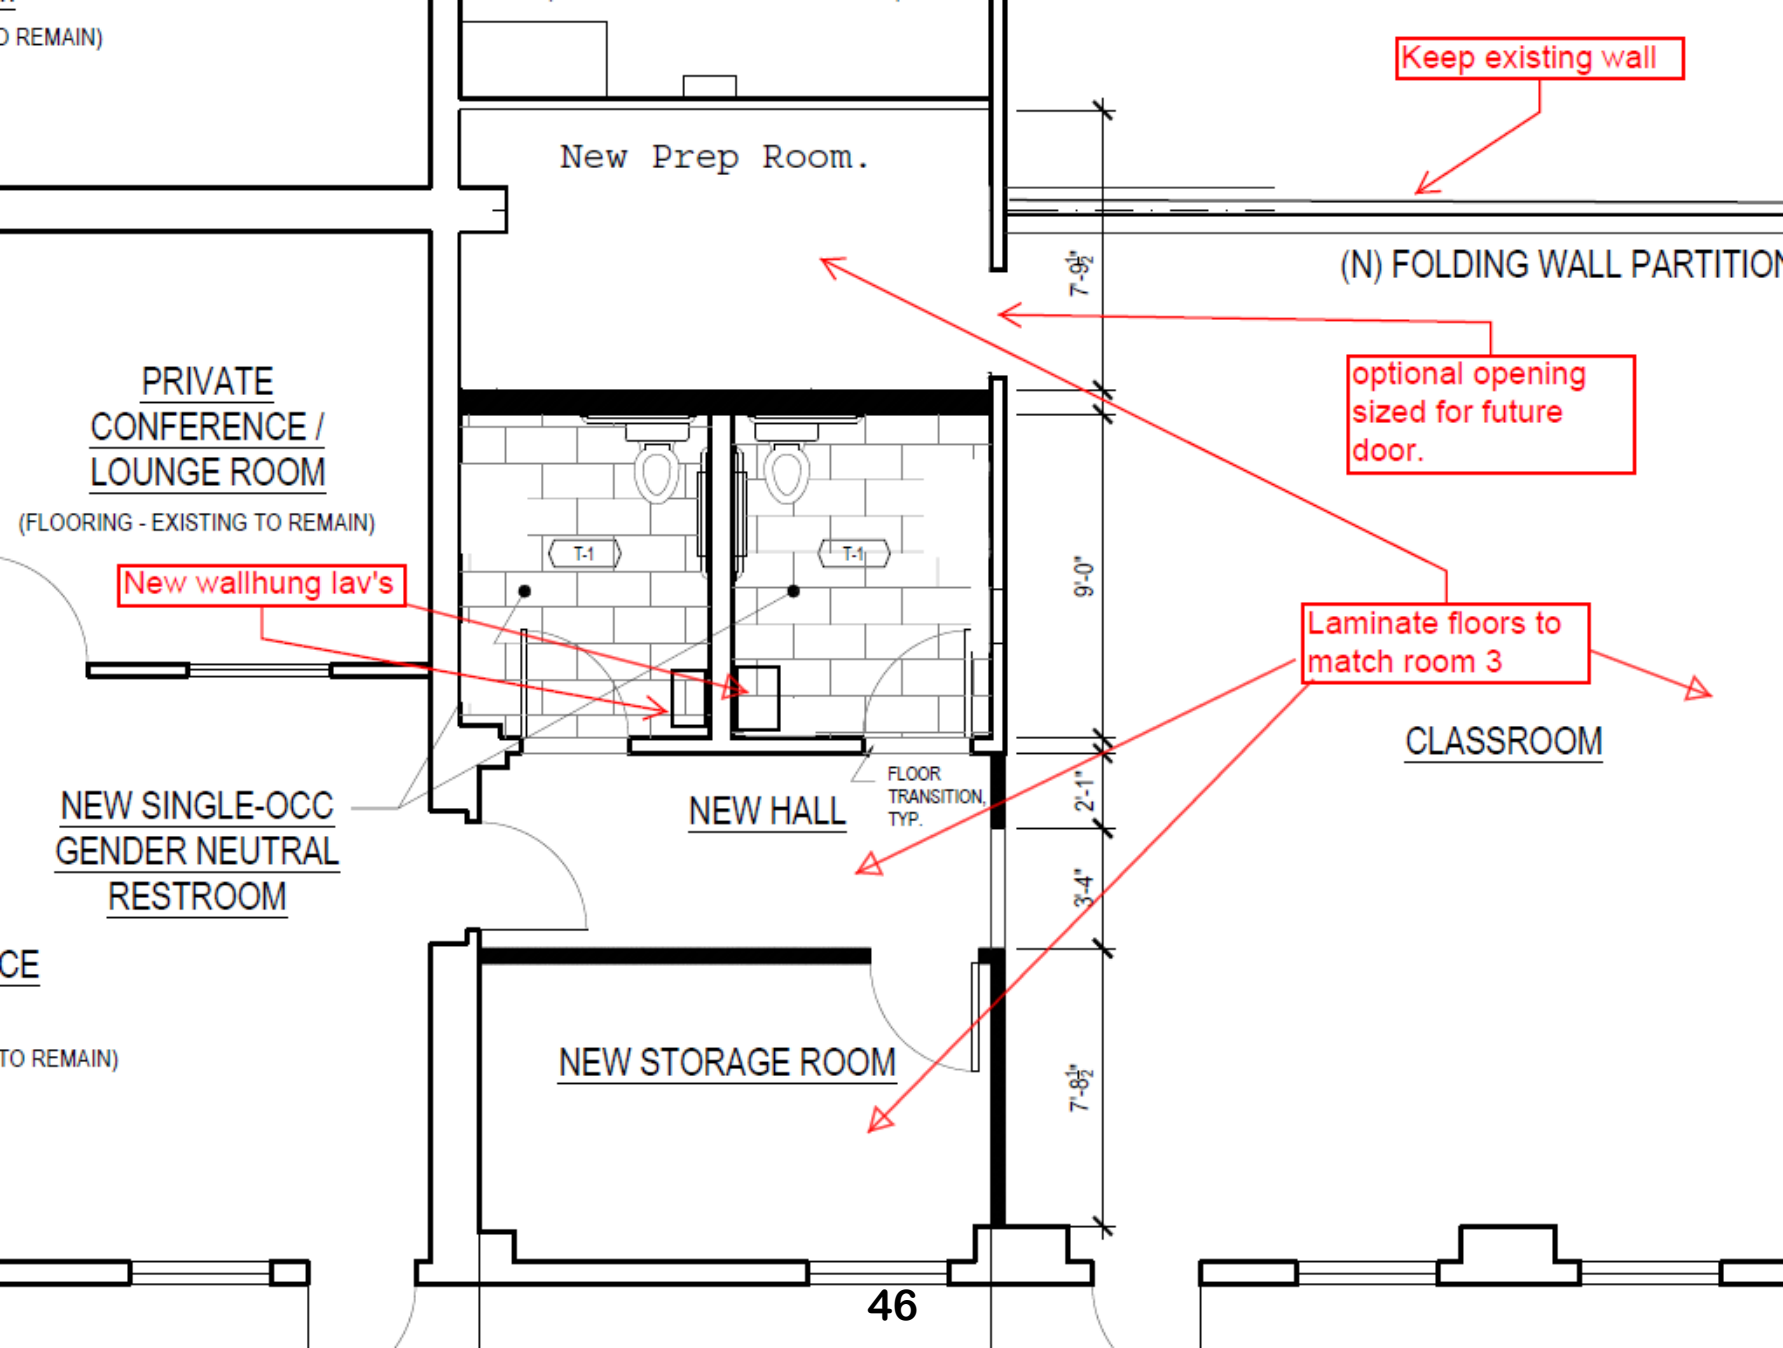 O REMAIN)
Keep existing wall
New Prep Room.
(N) FOLDING WALL PARTITION
7'-9½"
optional opening
sized for future
door.
PRIVATE
CONFERENCE /
LOUNGE ROOM
(FLOORING - EXISTING TO REMAIN)
T-1
T-1
9'-0"
New wallhung lav's
Laminate floors to
match room 3
CLASSROOM
FLOOR
TRANSITION,
TYP.
2'-1"
NEW HALL
NEW SINGLE-OCC
GENDER NEUTRAL
RESTROOM
3'-4"
CE
TO REMAIN)
NEW STORAGE ROOM
7'-8½"
46